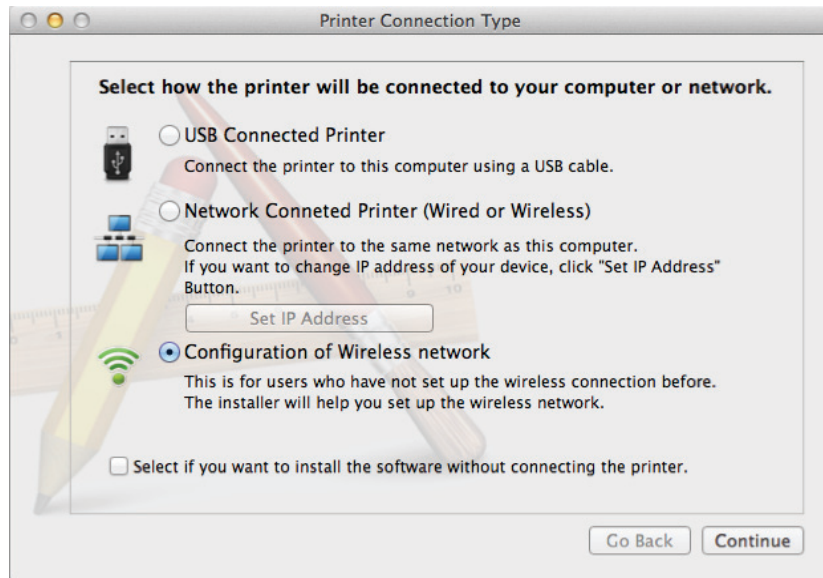 Printer Connection Type
Select how the printer will be connected to your computer or network.
USB Connected Printer
Connect the printer to this computer using a USB cable.
Network Conneted Printer (Wired or Wireless)
Connect the printer to the same network as this computer.
If you want to change IP address of your device, click "Set IP Address"
Button.
Set IP Address
Configuration of Wireless network
This is for users who have not set up the wireless connection before.
The installer will help you set up the wireless network.
Select if you want to install the software without connecting the printer.
Go Back
Continue